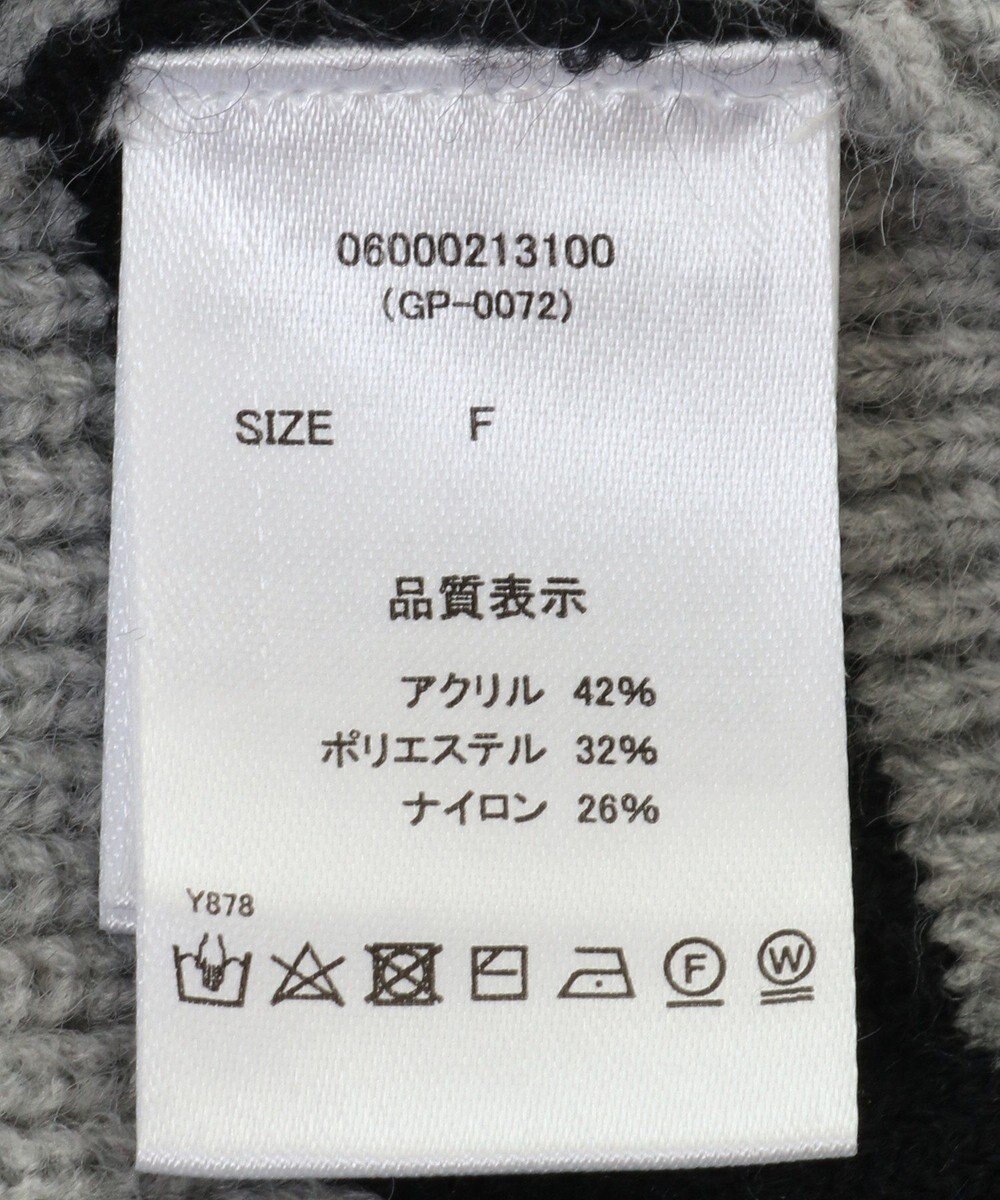 06000213100
(GP-0072)
SIZE F
品質表示
アクリル 42%
ポリエステル 32%
ナイロン 26%
Y878
F W